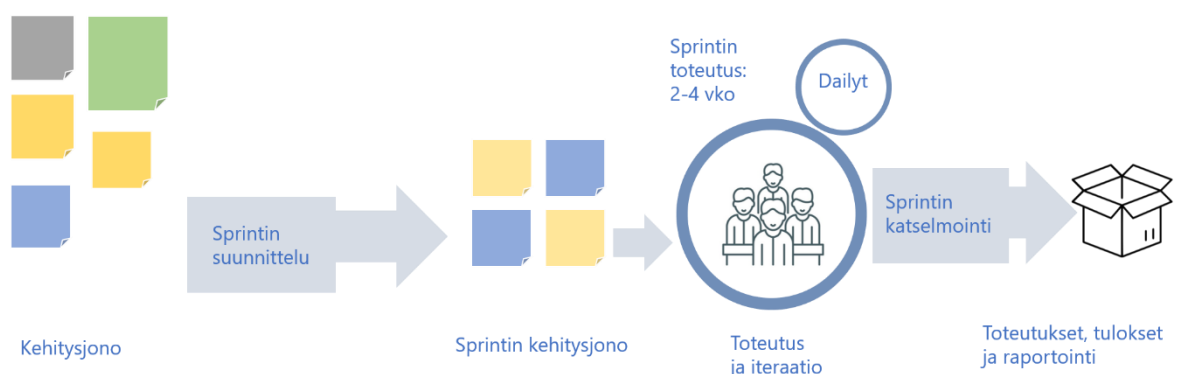 Sprintin
toteutus:
2-4 vko
Dailyt
Sprintin
suunnittelu
Sprintin
katselmointi
Kehitysjono
Sprintin kehitysjono
Toteutus
ja iteraatio
Toteutukset, tulokset
ja raportointi